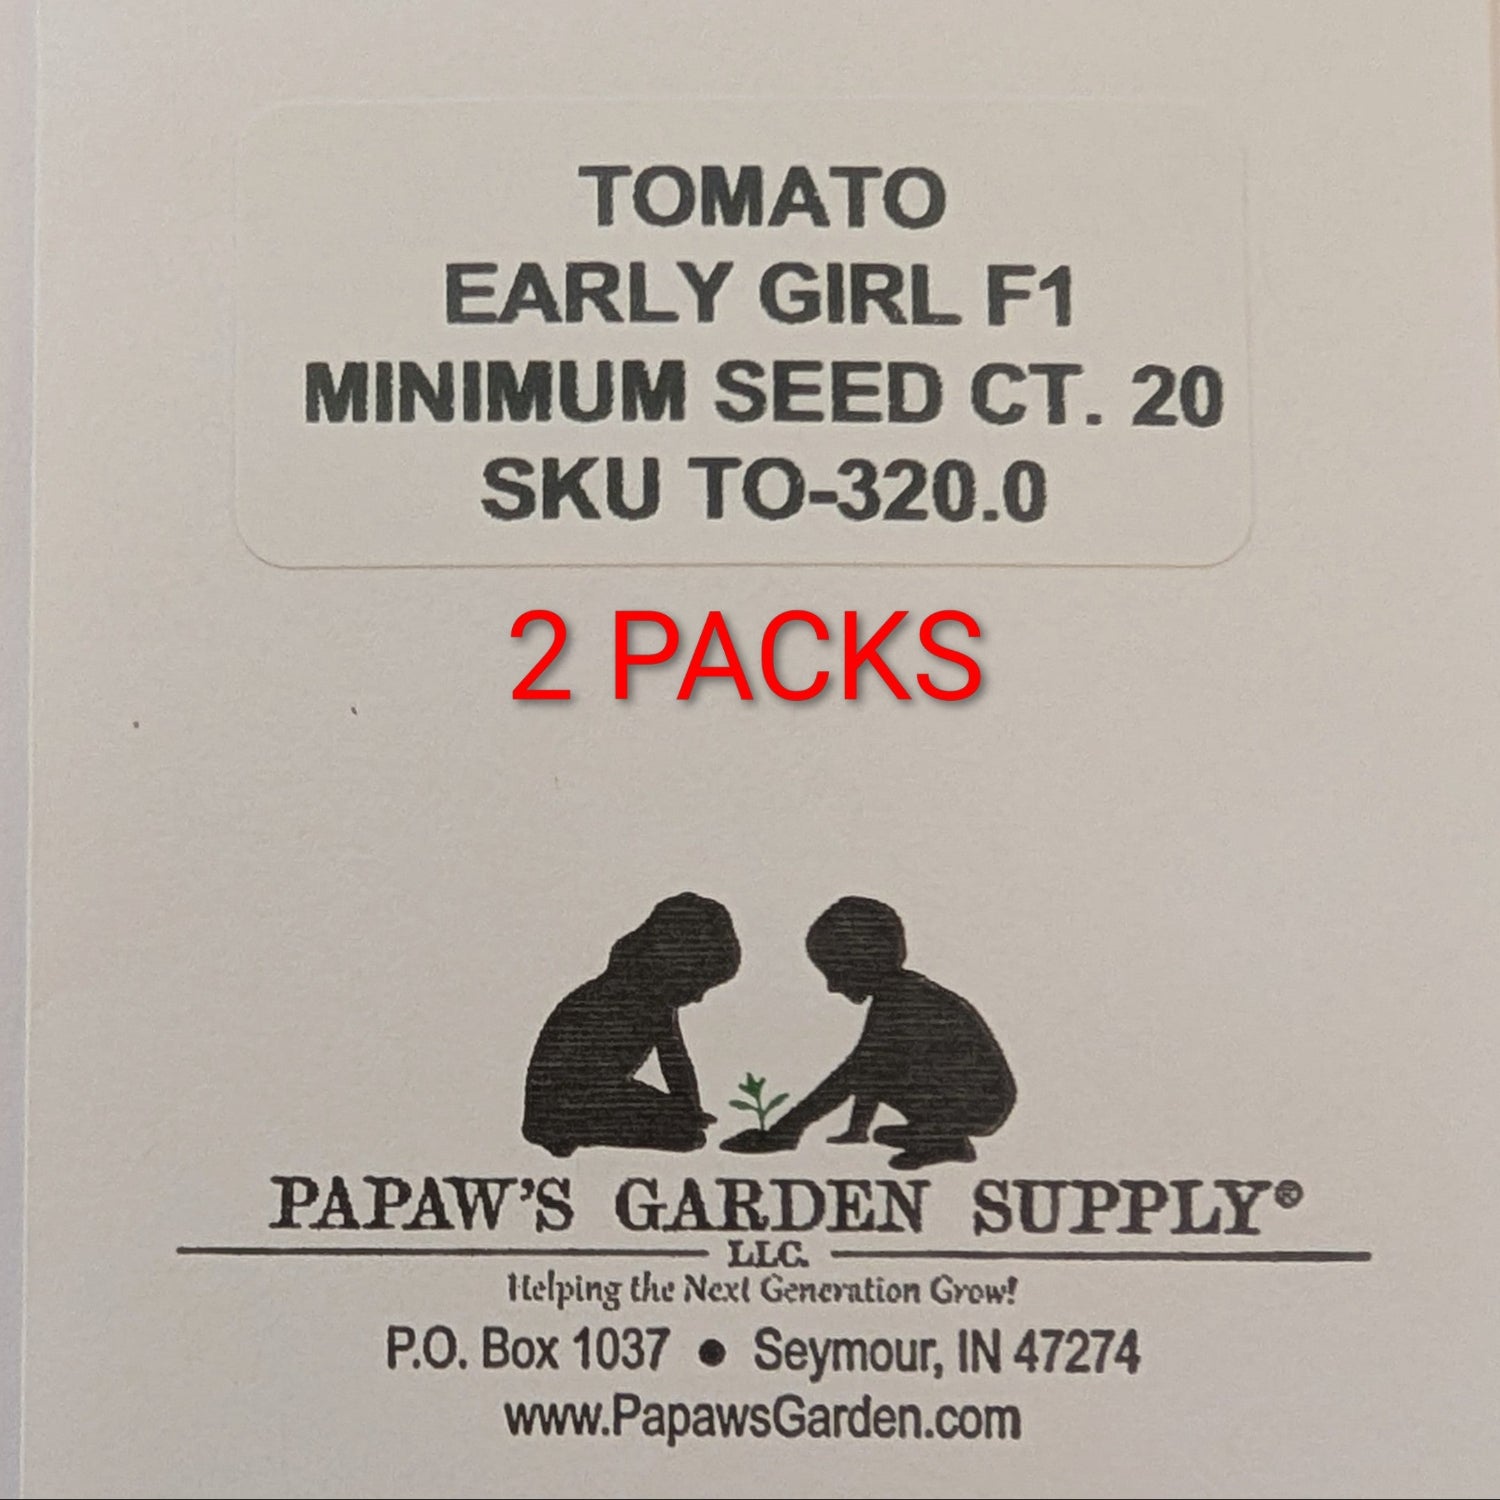 TOMATO
EARLY GIRL F1
MINIMUM SEED CT. 20
SKU TO-320.0
2 PACKS
PAPAW'S GARDEN SUPPLY®
LLC.
Helping the Next Generation Grow!
P.O. Box 1037 ● Seymour, IN 47274
www.PapawsGarden.com